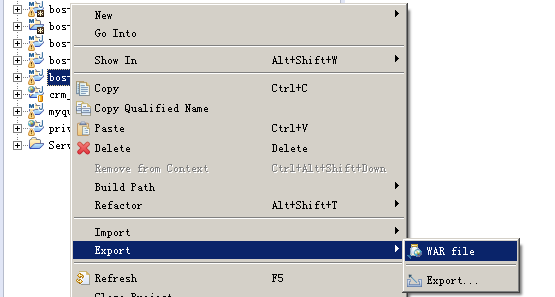 bos-
New
bos-
Go Into
bos-
bos-
Show In Alt+Shift+W
bos-
Copy Ctrl+C
crm_
Copy Qualified Name
myqu
Paste Ctrl+V
priv
Delete Delete
Serv
Remove from Context Ctrl+Alt+Shift+Down
Build Path
Refactor Alt+Shift+T
Import
Export
WAR file
Refresh F5
Export...